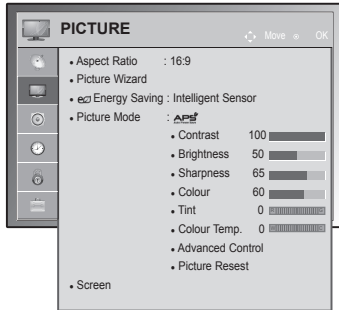 PICTURE
Move OK
• Aspect Ratio : 16:9
• Picture Wizard
• Energy Saving : Intelligent Sensor
• Picture Mode : APS
• Contrast 100
• Brightness 50
• Sharpness 65
• Colour 60
• Tint 0
• Colour Temp. 0
• Advanced Control
• Picture Resest
• Screen